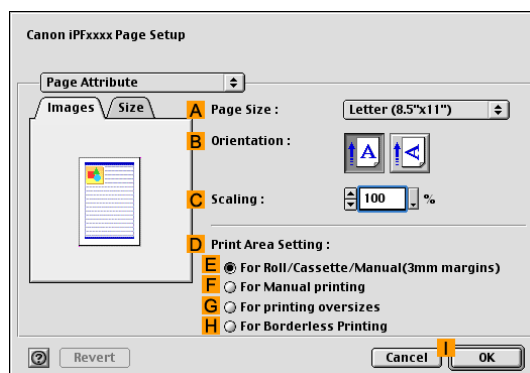 Canon iPFxxxx Page Setup
Page Attribute
Images Size
A Page Size : Letter (8.5"x11")
B Orientation :
A A
C Scaling : 100 %
D Print Area Setting :
E For Roll/Cassette/Manual(3mm margins)
F For Manual printing
G For printing oversizes
H For Borderless Printing
I
? Revert Cancel OK